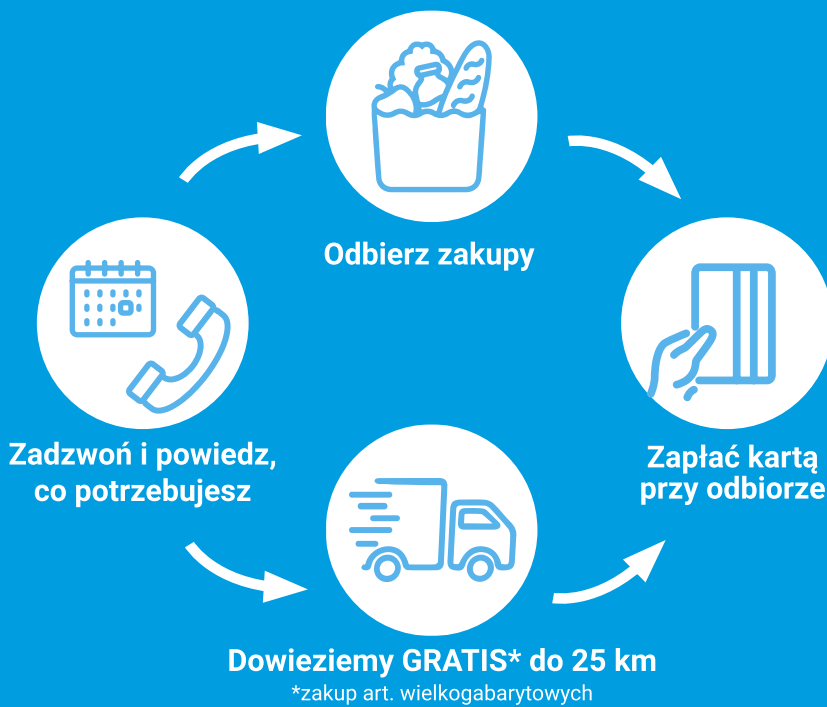 Odbierz zakupy
Zadzwoń i powiedz,
co potrzebujesz
Zapłać kartą
przy odbiorze
Dowieziemy GRATIS* do 25 km
*zakup art. wielkogabarytowych